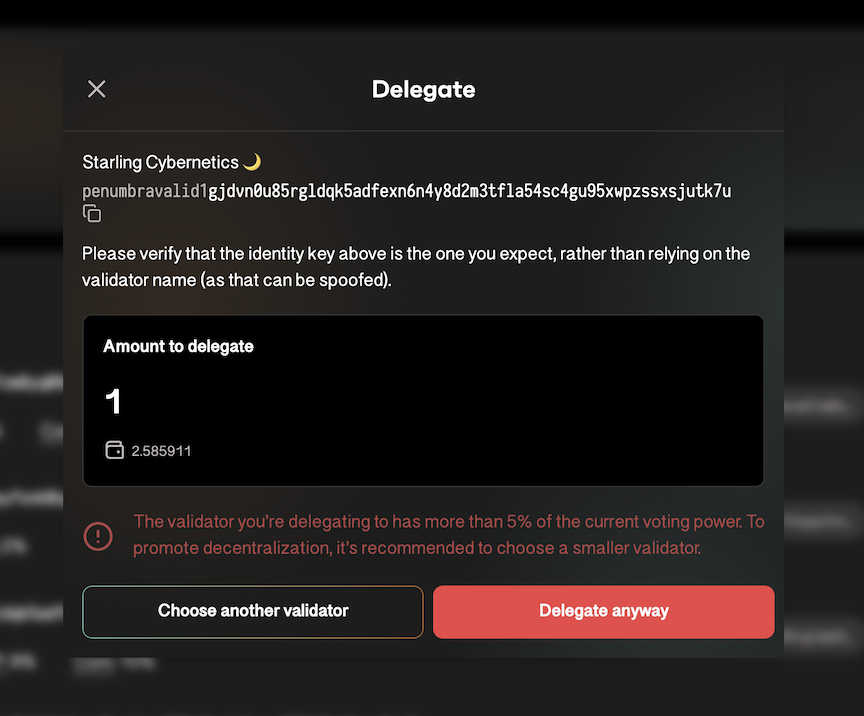 Delegate
Starling Cybernetics 🌙
penumbravalid1gjdvn0u85rgldqk5adfexn6n4y8d2m3tfla54sc4gu95xwpzssxsjutk7u
Please verify that the identity key above is the one you expect, rather than relying on the
validator name (as that can be spoofed).
Amount to delegate
1
2.585911
The validator you're delegating to has more than 5% of the current voting power. To
promote decentralization, it's recommended to choose a smaller validator.
Choose another validator
Delegate anyway